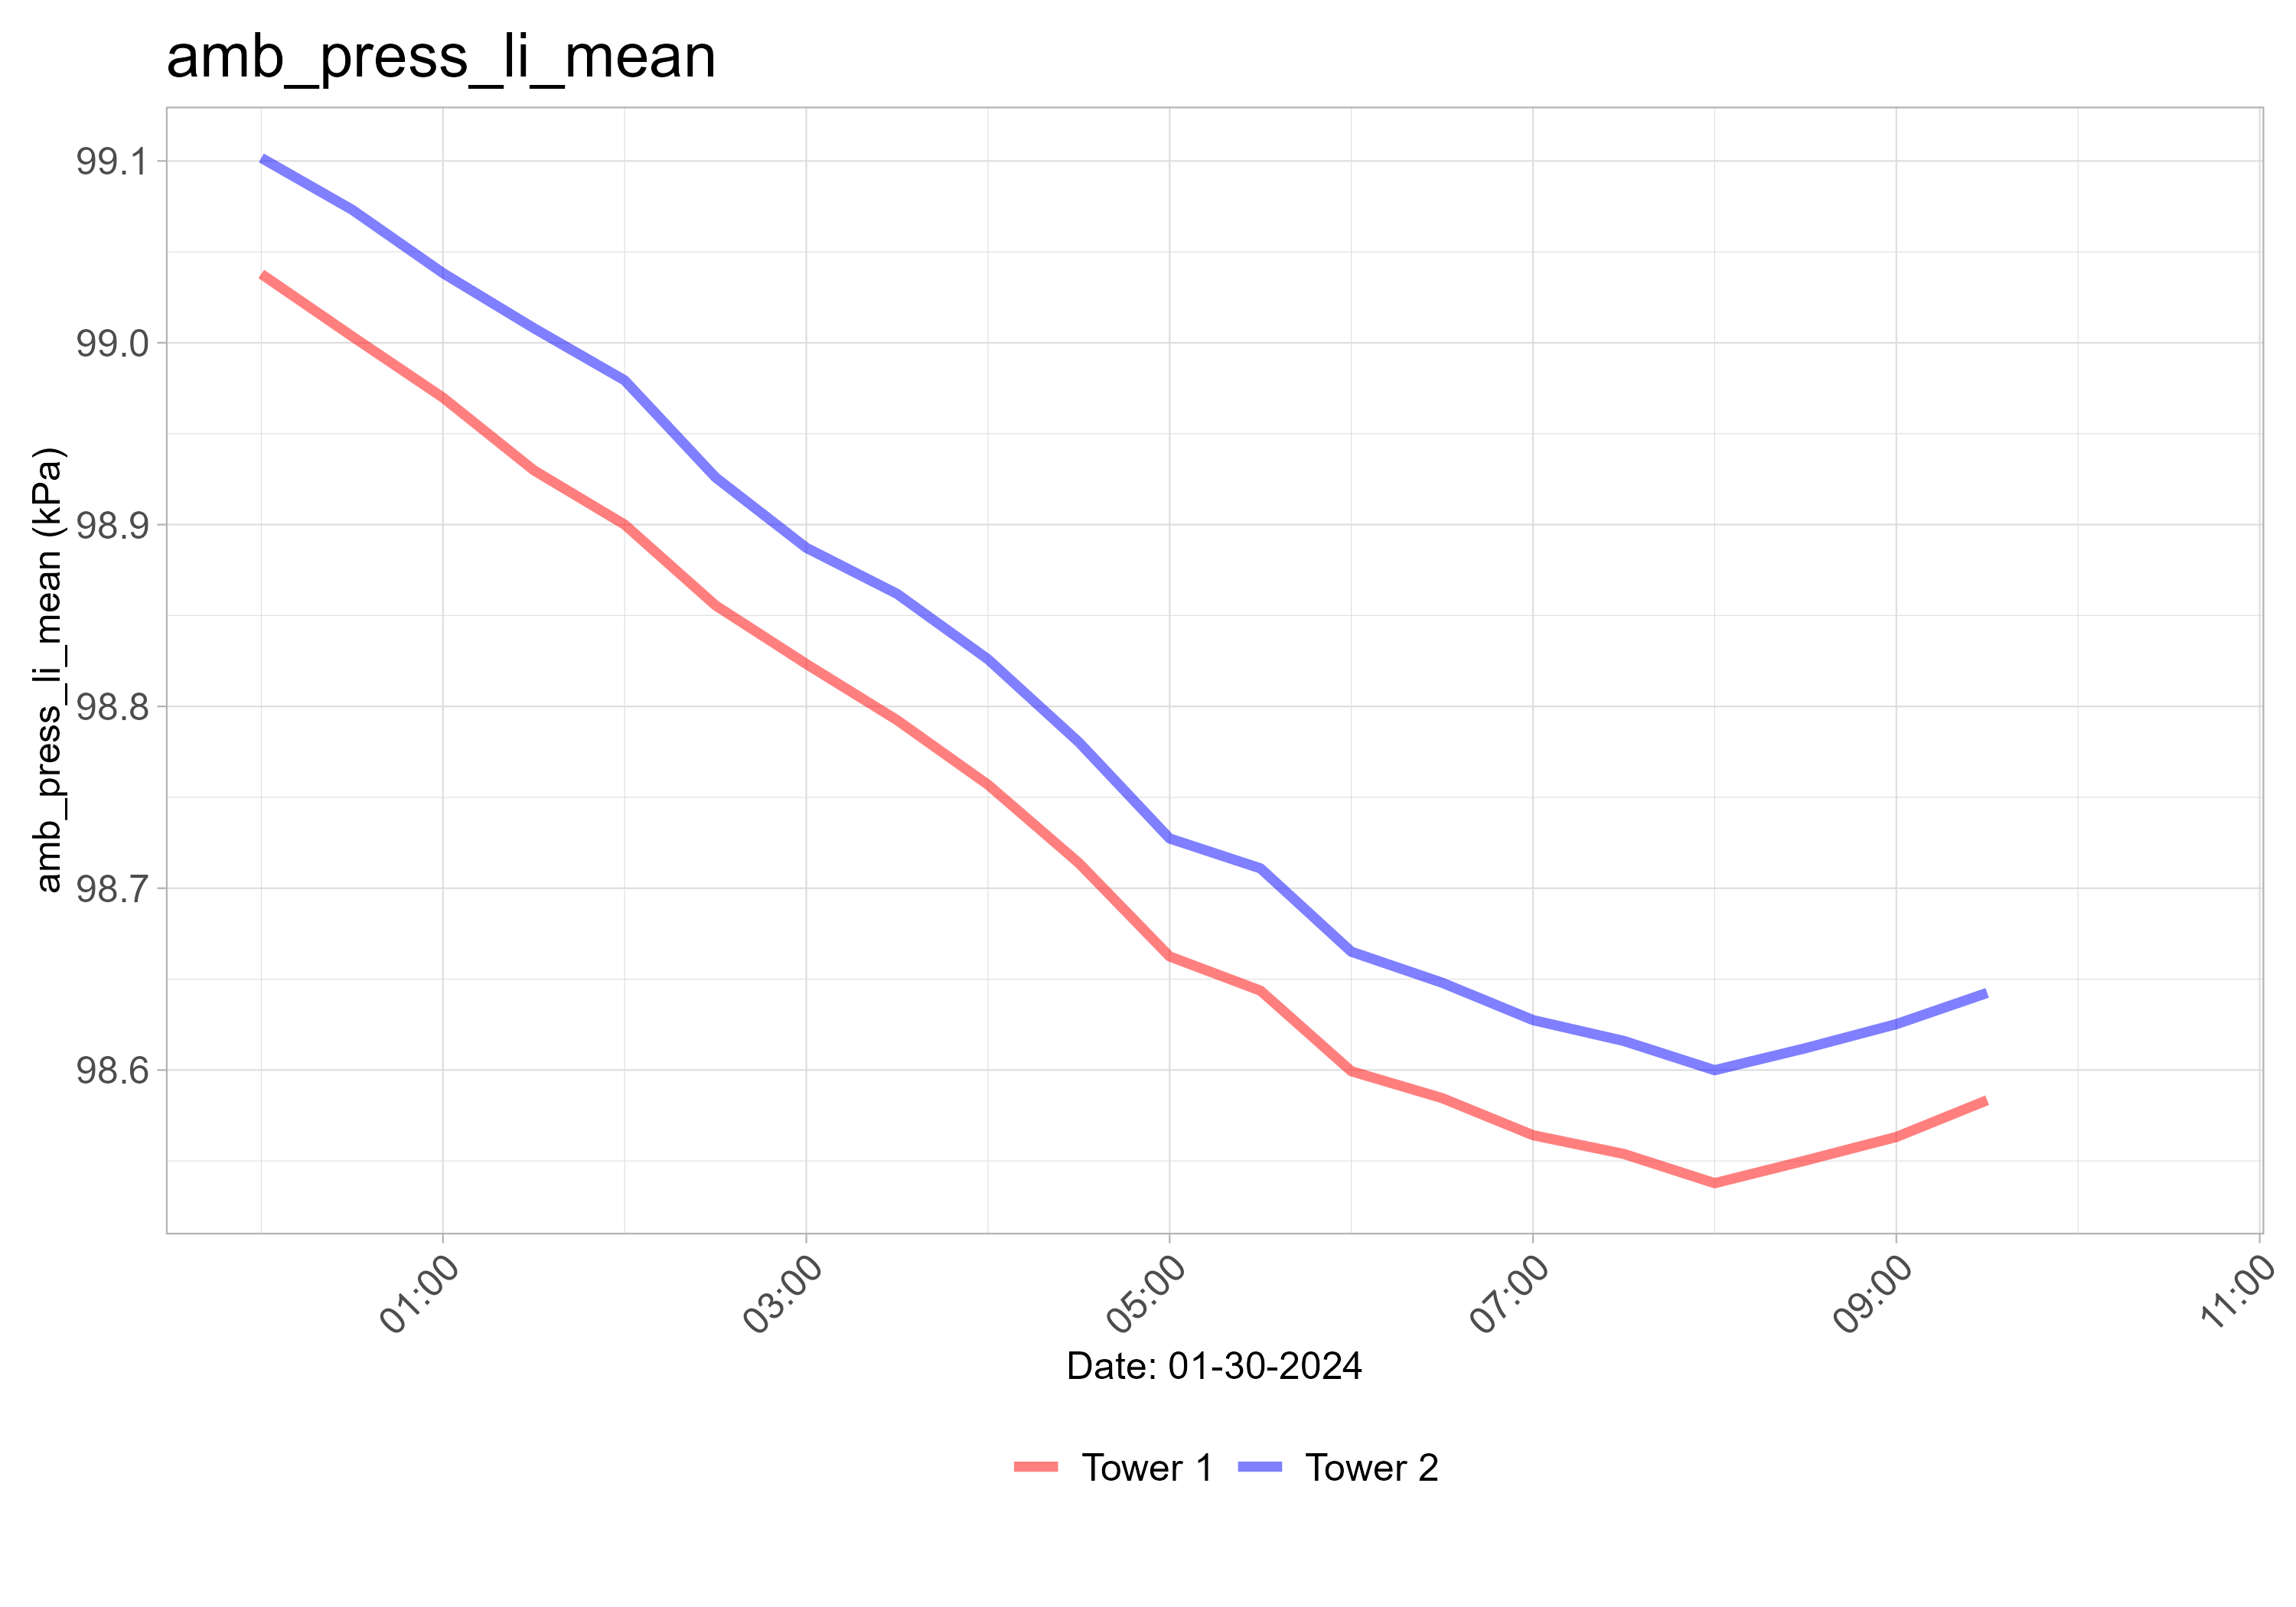 amb_press_li_mean
amb_press_li_mean (kPa)
99.1
99.0
98.9
98.8
98.7
98.6
01:00 03:00 05:00 07:00 09:00 11:00
Date: 01-30-2024
Tower 1 Tower 2